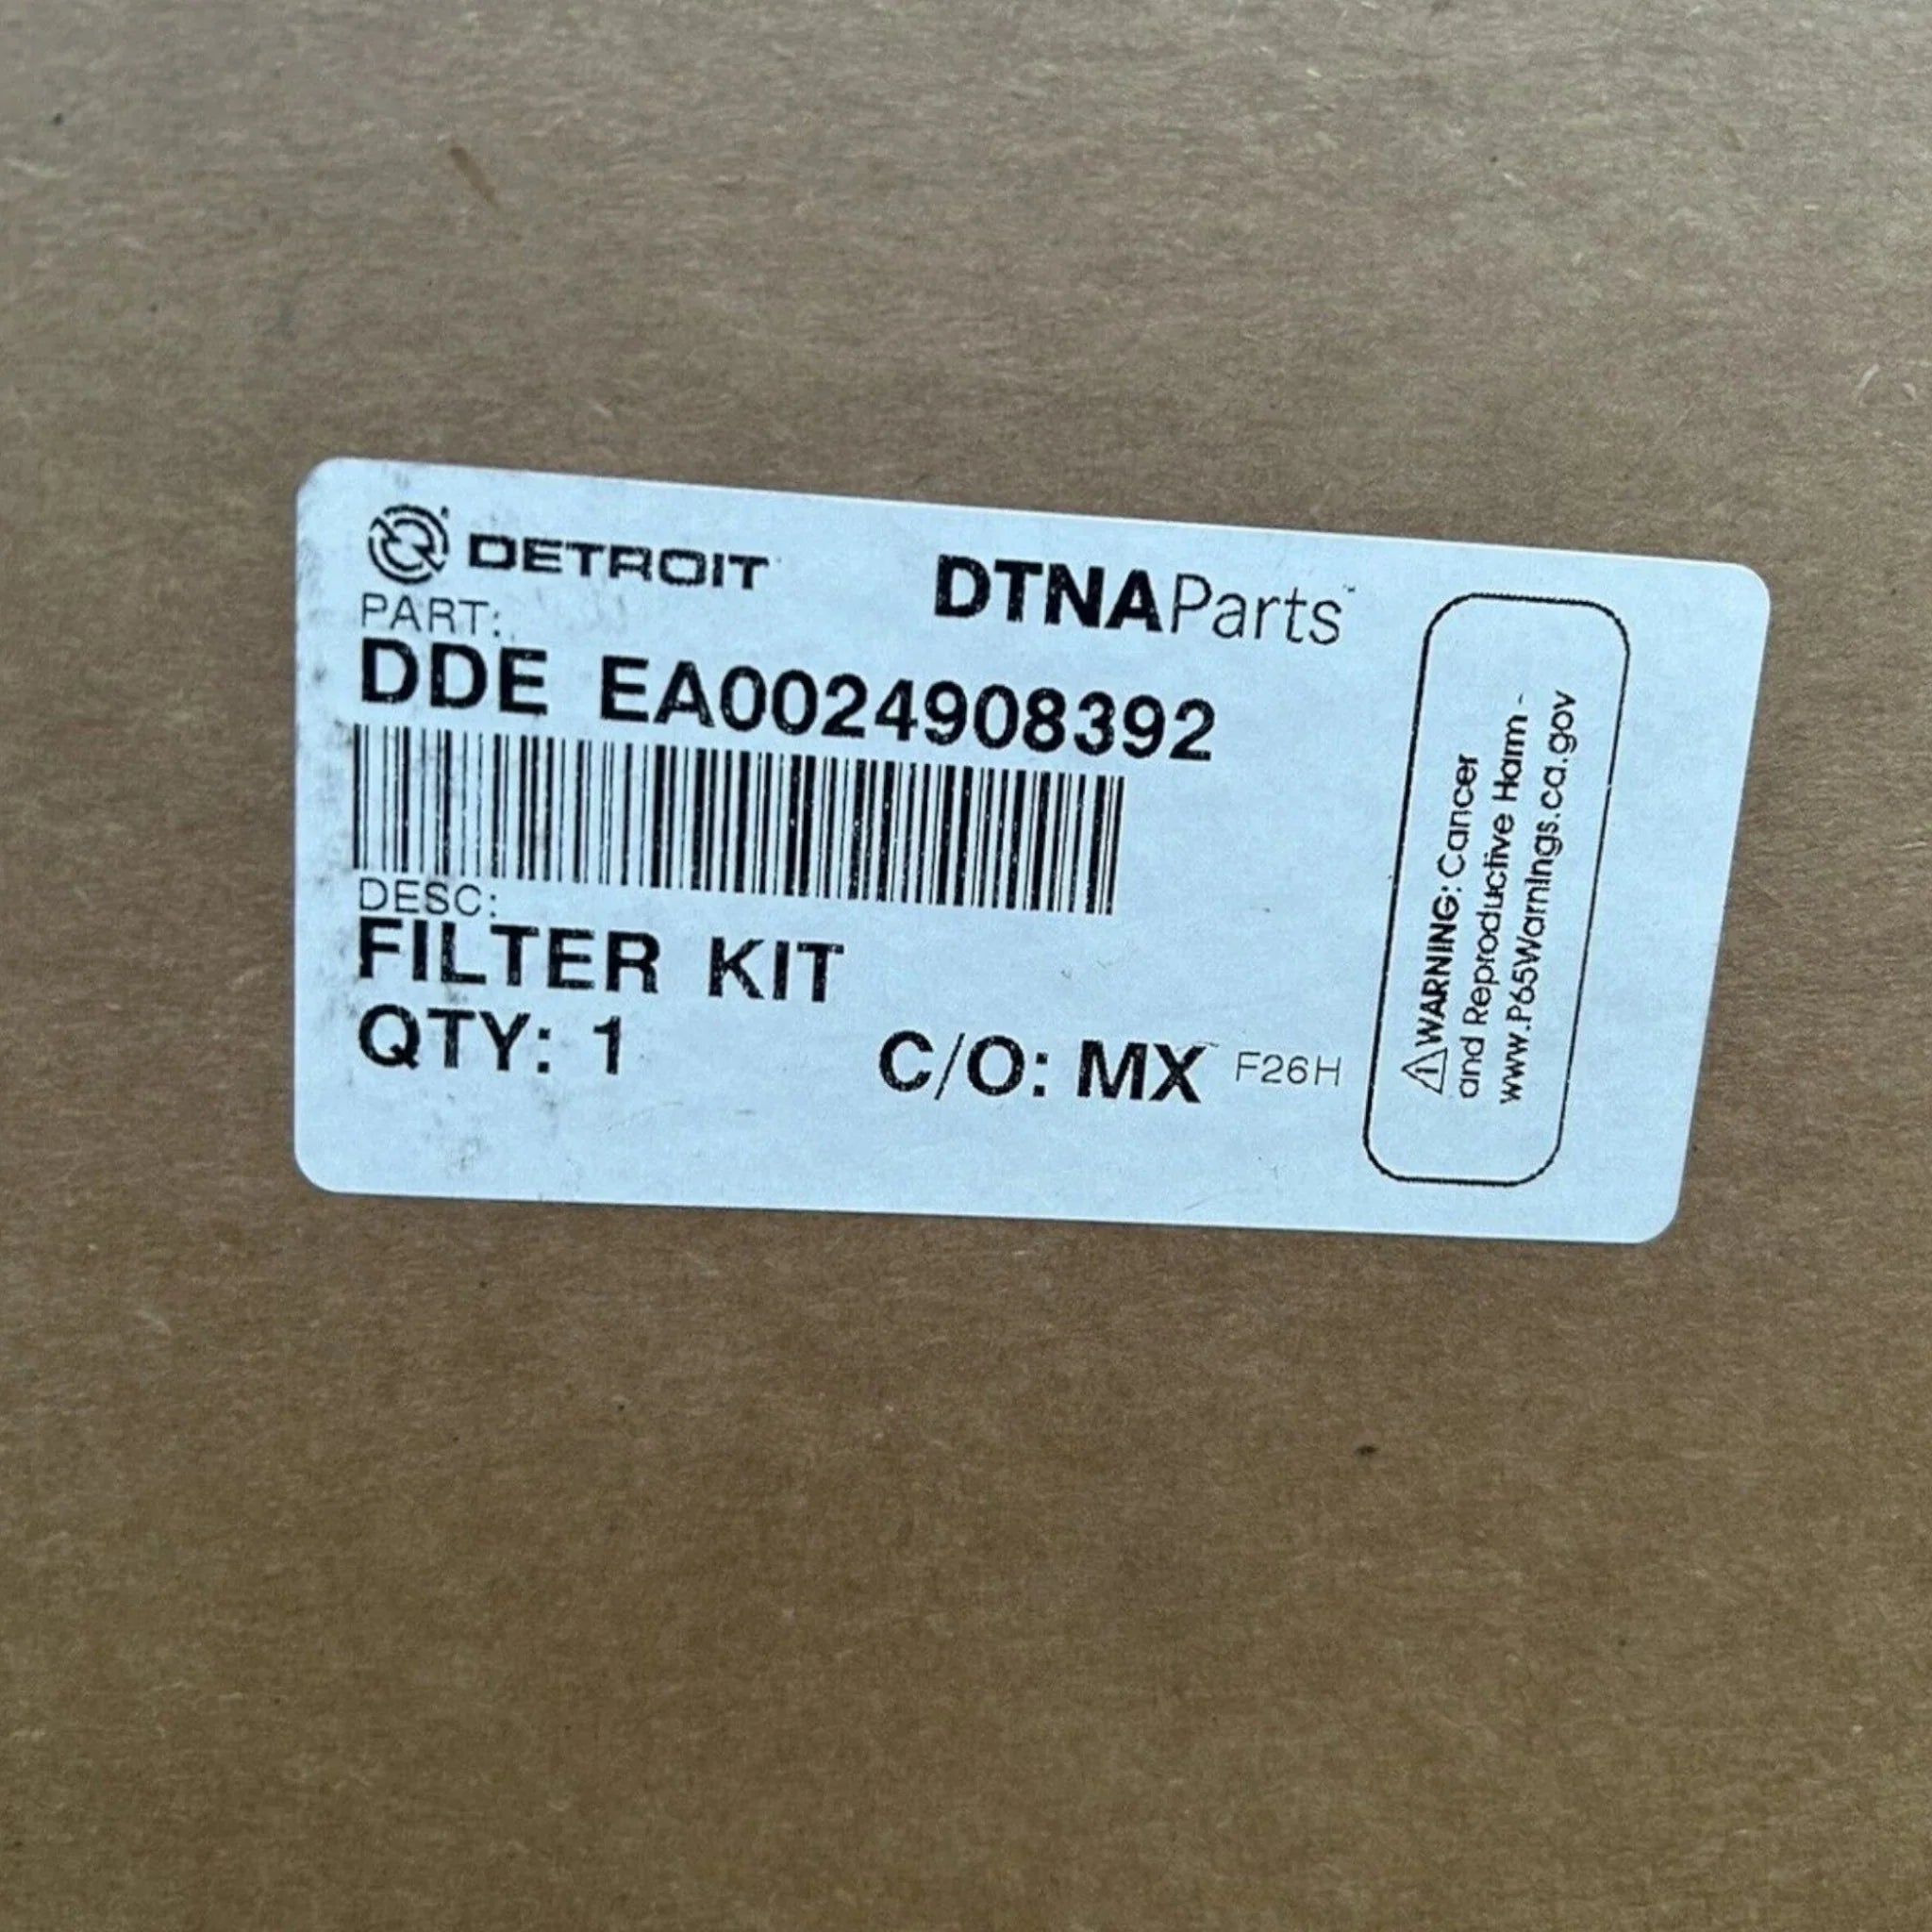 DETROIT
DTNAParts
PART:
DDE EA0024908392
DESC:
FILTER KIT
QTY: 1
C/O: MX F26H
⚠WARNING: Cancer
and Reproductive Harm -
www.P65Warnings.ca.gov